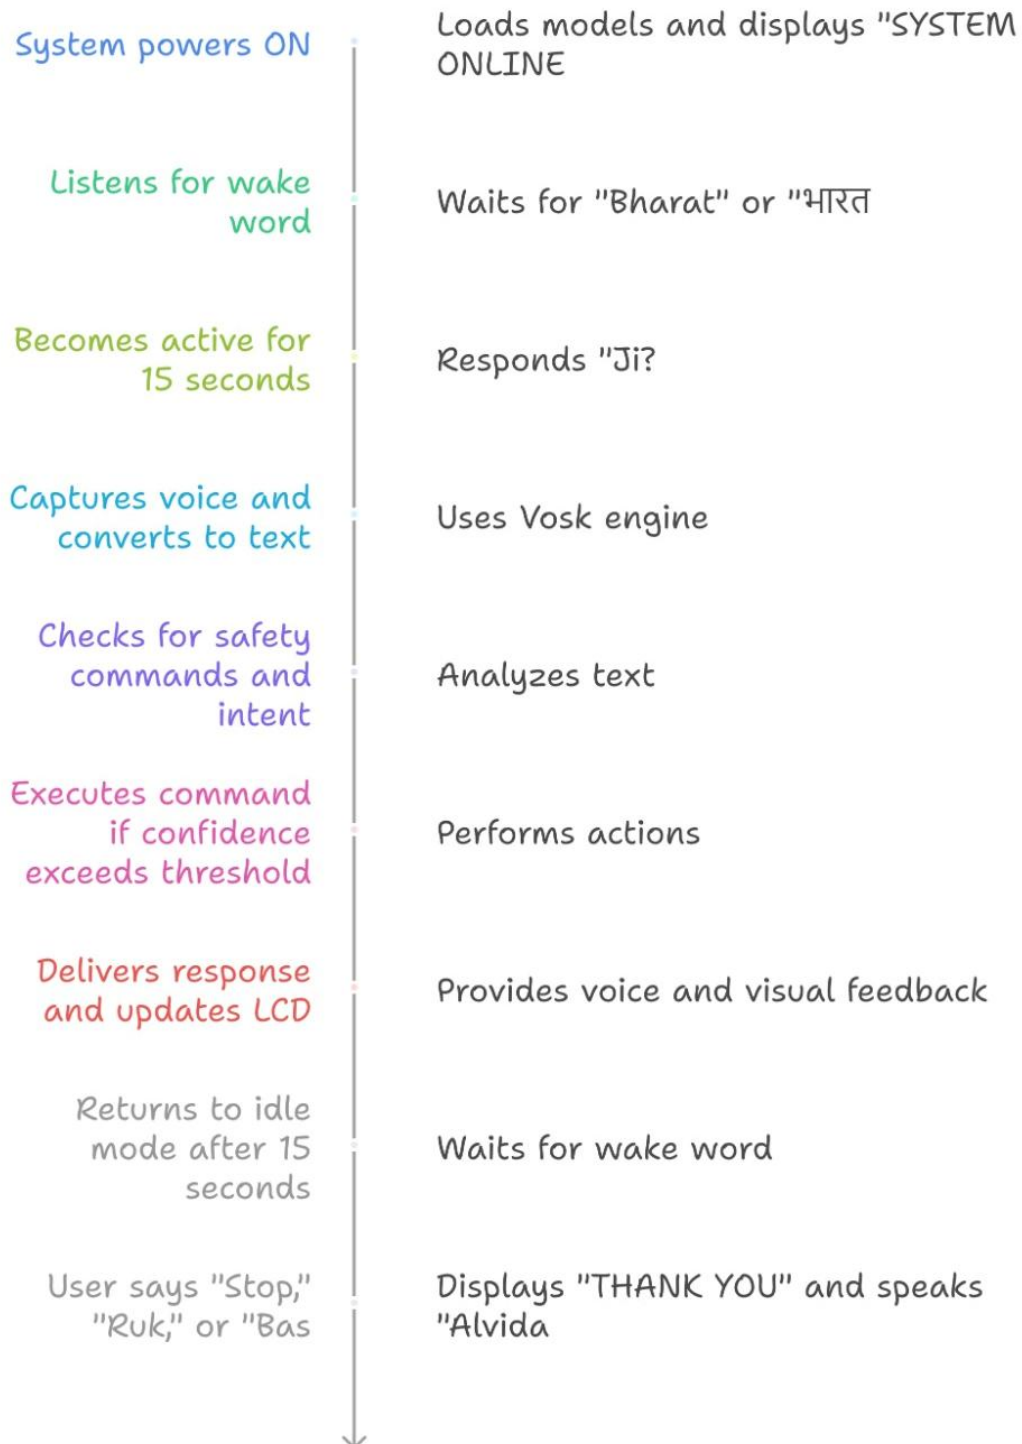 System powers ON
Loads models and displays "SYSTEM
ONLINE
Listens for wake
word
Waits for "Bharat" or "भारत
Becomes active for
15 seconds
Responds "Ji?
Captures voice and
converts to text
Uses Vosk engine
Checks for safety
commands and
intent
Analyzes text
Executes command
if confidence
exceeds threshold
Performs actions
Delivers response
and updates LCD
Provides voice and visual feedback
Returns to idle
mode after 15
seconds
Waits for wake word
User says "Stop,"
"Ruk," or "Bas
Displays "THANK YOU" and speaks
"Alvida